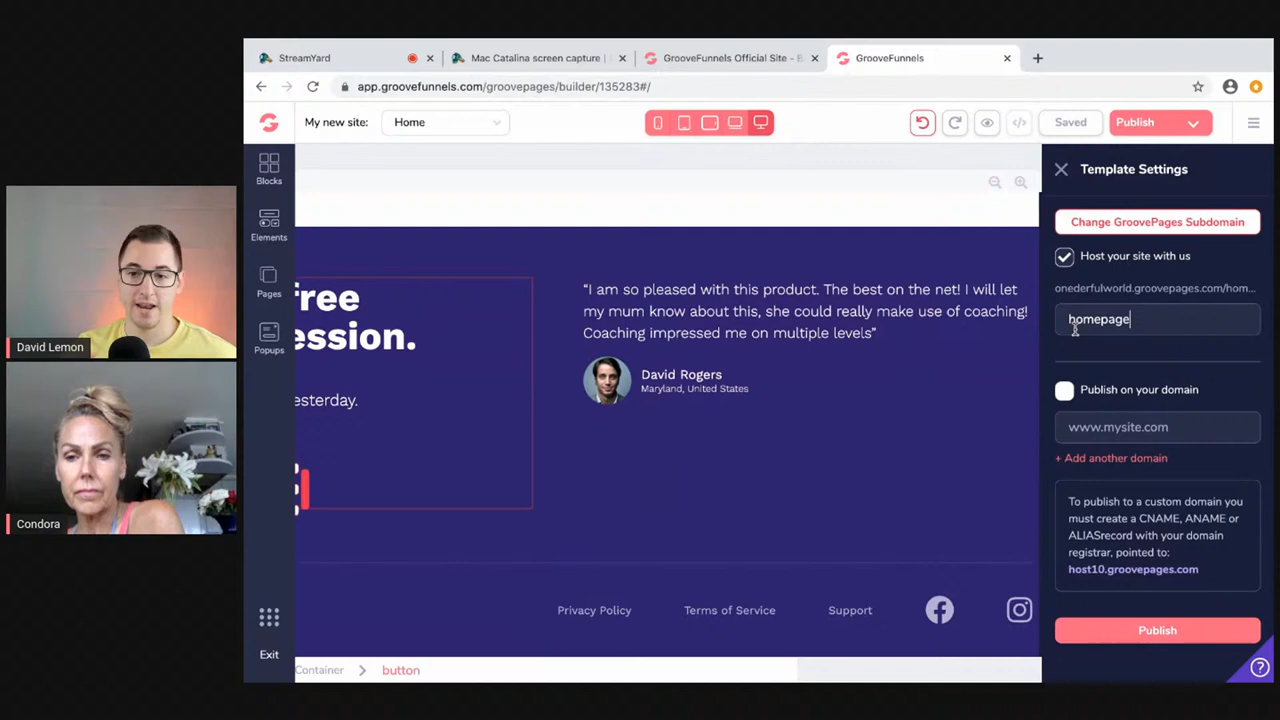 StreamYard
Mac Catalina screen capture |
GrooveFunnels Official Site - B
GrooveFunnels
app.groovefunnels.com/groovepages/builder/135283#/
My new site:
Home
Saved
Publish
Blocks
Elements
Pages
Popups
Exit
free
ession.
esterday.
“I am so pleased with this product. The best on the net! I will let
my mum know about this, she could really make use of coaching!
Coaching impressed me on multiple levels”
David Rogers
Maryland, United States
Privacy Policy
Terms of Service
Support
Container
button
Template Settings
Change GroovePages Subdomain
Host your site with us
onederfulworld.groovepages.com/hom...
homepage
Publish on your domain
www.mysite.com
+ Add another domain
To publish to a custom domain you
must create a CNAME, ANAME or
ALIASrecord with your domain
registrar, pointed to:
host10.groovepages.com
Publish
David Lemon
Condora